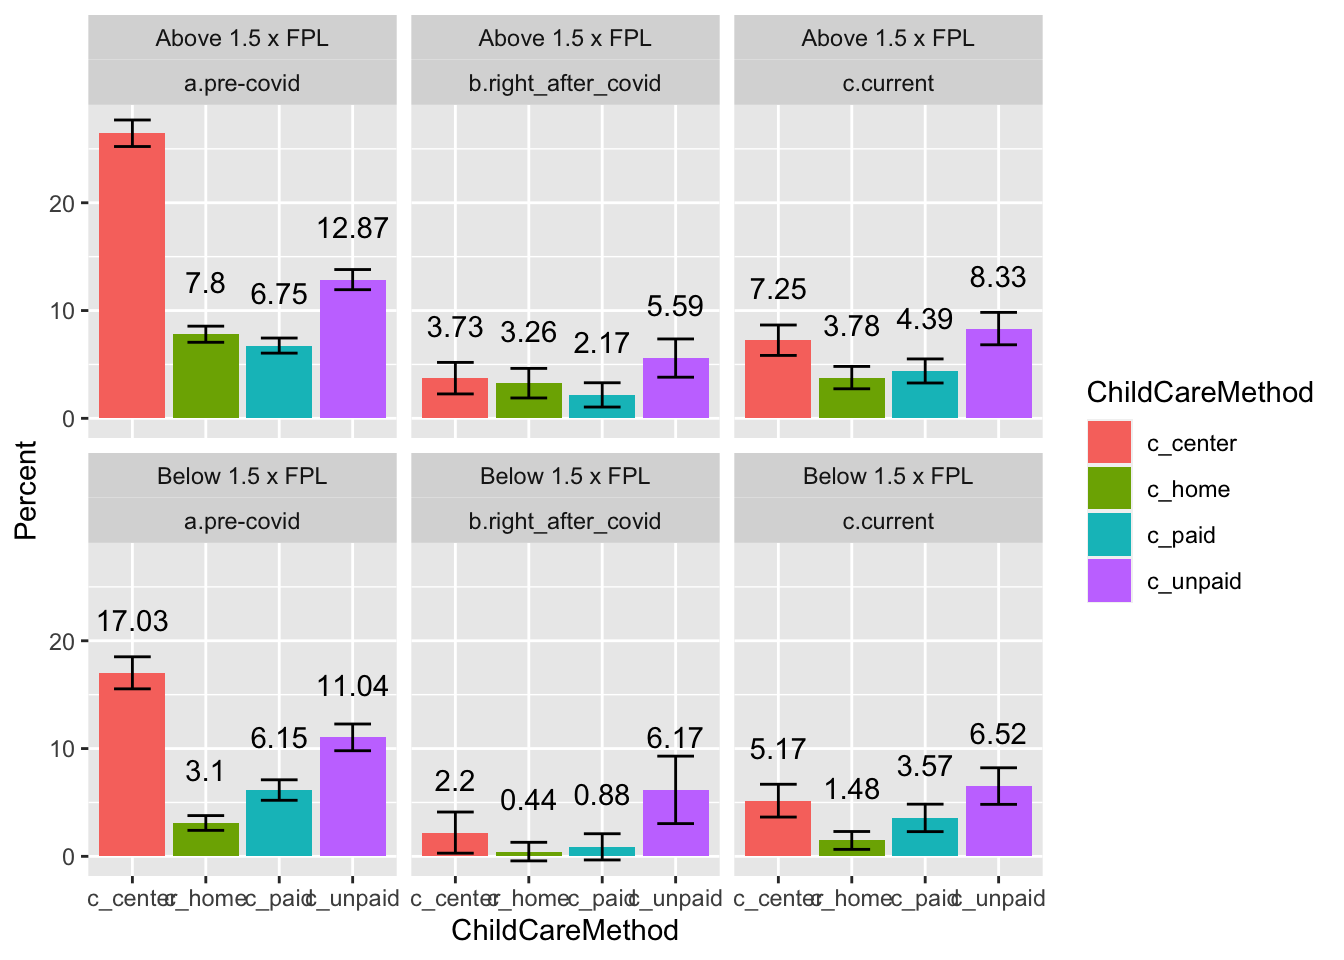 Above 1.5 x FPL
Above 1.5 x FPL
Above 1.5 x FPL
a.pre-covid
b.right_after_covid
c.current
20
10
0
12.87
7.8
6.75
3.73
3.26
2.17
5.59
7.25
3.78
4.39
8.33
Percent
Below 1.5 x FPL
Below 1.5 x FPL
Below 1.5 x FPL
a.pre-covid
b.right_after_covid
c.current
20
10
0
17.03
3.1
6.15
11.04
2.2
0.44
0.88
6.17
5.17
1.48
3.57
6.52
c_center
c_home
c_paid
c_unpaid
c_center
c_home
c_paid
c_unpaid
c_center
c_home
c_paid
c_unpaid
ChildCareMethod
ChildCareMethod
c_center
c_home
c_paid
c_unpaid